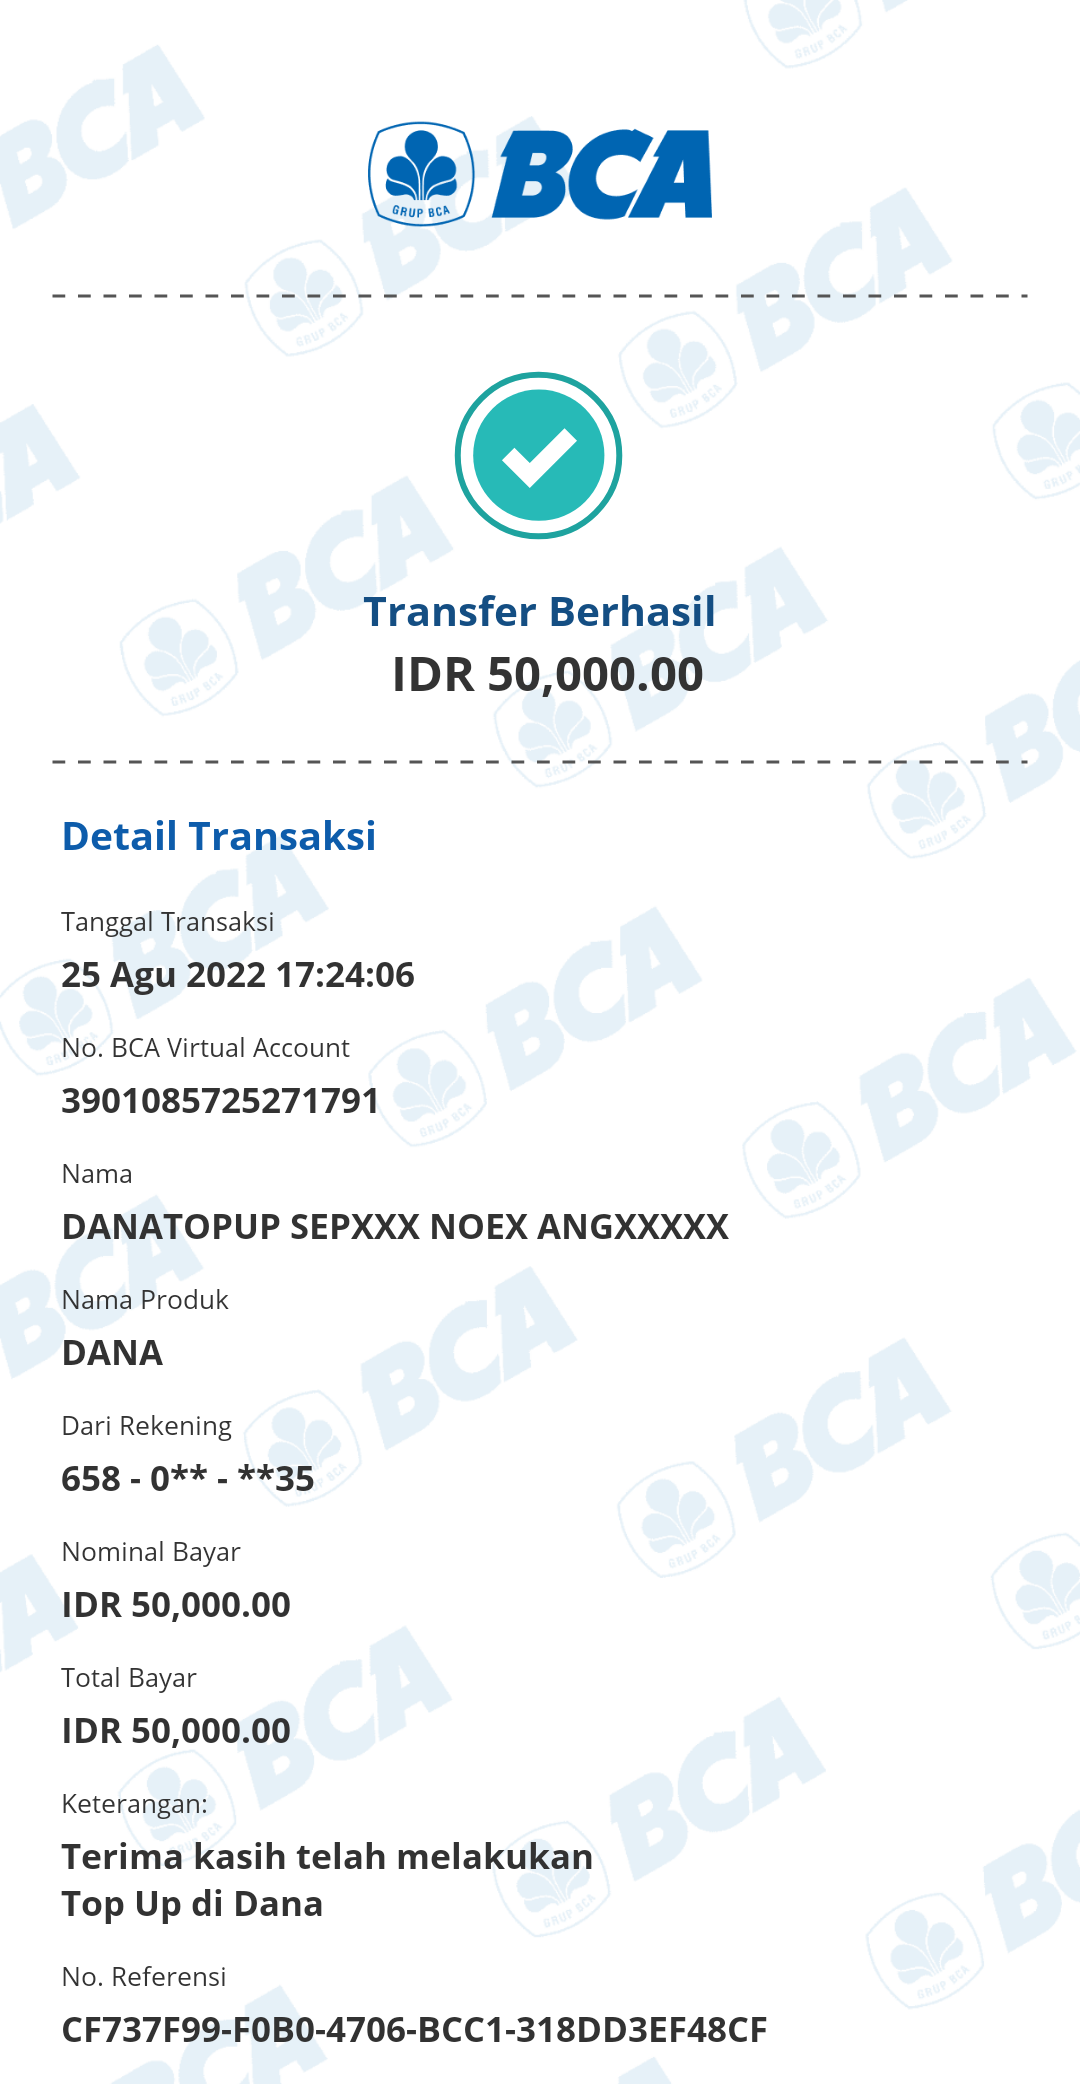 GRUP BCA BCA
Transfer Berhasil
IDR 50,000.00
Detail Transaksi
Tanggal Transaksi
25 Agu 2022 17:24:06
No. BCA Virtual Account
3901085725271791
Nama
DANATOPUP SEPXXX NOEX ANGXXXXX
Nama Produk
DANA
Dari Rekening
658 - 0** - **35
Nominal Bayar
IDR 50,000.00
Total Bayar
IDR 50,000.00
Keterangan:
Terima kasih telah melakukan
Top Up di Dana
No. Referensi
CF737F99-F0B0-4706-BCC1-318DD3EF48CF